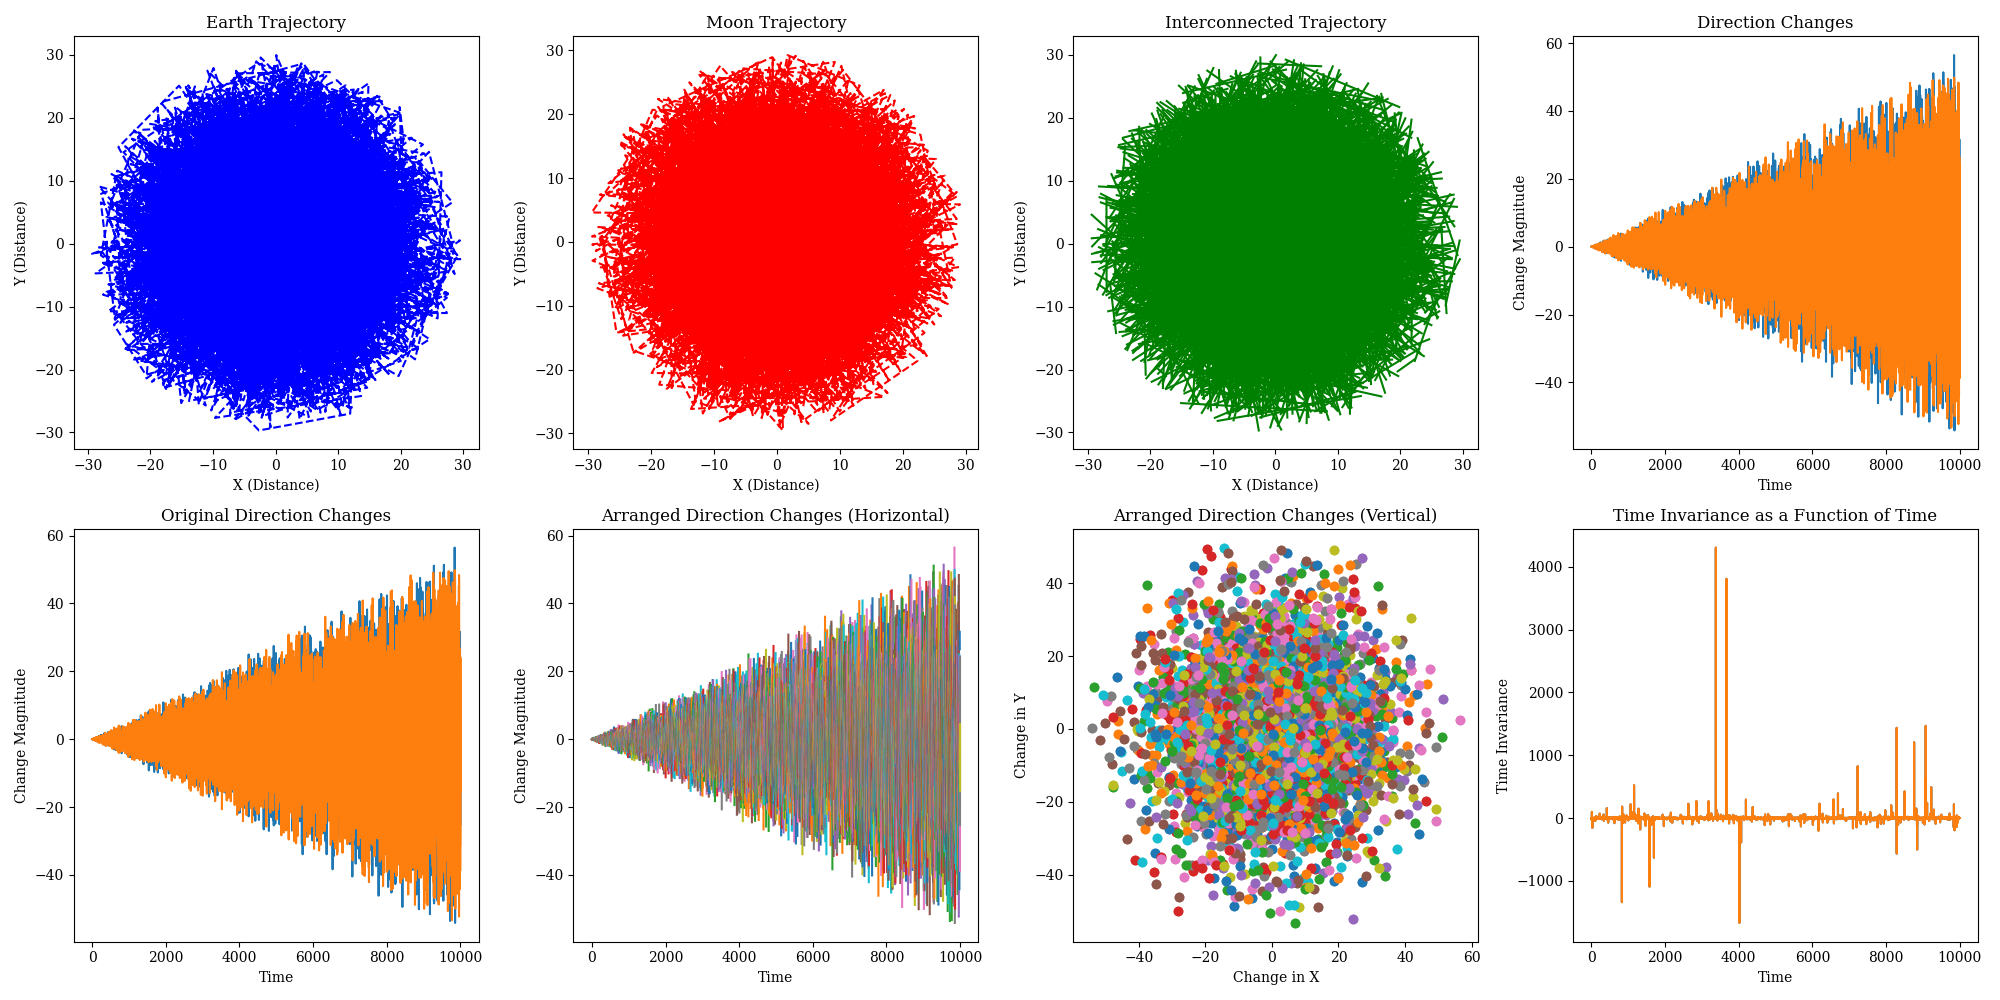 Earth Trajectory
Y (Distance)
30
20
10
0
−10
−20
−30
−30 −20 −10 0 10 20 30
X (Distance)
Moon Trajectory
Y (Distance)
30
20
10
0
−10
−20
−30
−30 −20 −10 0 10 20 30
X (Distance)
Interconnected Trajectory
Y (Distance)
30
20
10
0
−10
−20
−30
−30 −20 −10 0 10 20 30
X (Distance)
Direction Changes
Change Magnitude
60
40
20
0
−20
−40
0 2000 4000 6000 8000 10000
Time
Original Direction Changes
Change Magnitude
60
40
20
0
−20
−40
0 2000 4000 6000 8000 10000
Time
Arranged Direction Changes (Horizontal)
Change Magnitude
60
40
20
0
−20
−40
0 2000 4000 6000 8000 10000
Time
Arranged Direction Changes (Vertical)
Change in Y
40
20
0
−20
−40
−40 −20 0 20 40 60
Change in X
Time Invariance as a Function of Time
Time Invariance
4000
3000
2000
1000
0
−1000
0 2000 4000 6000 8000 10000
Time